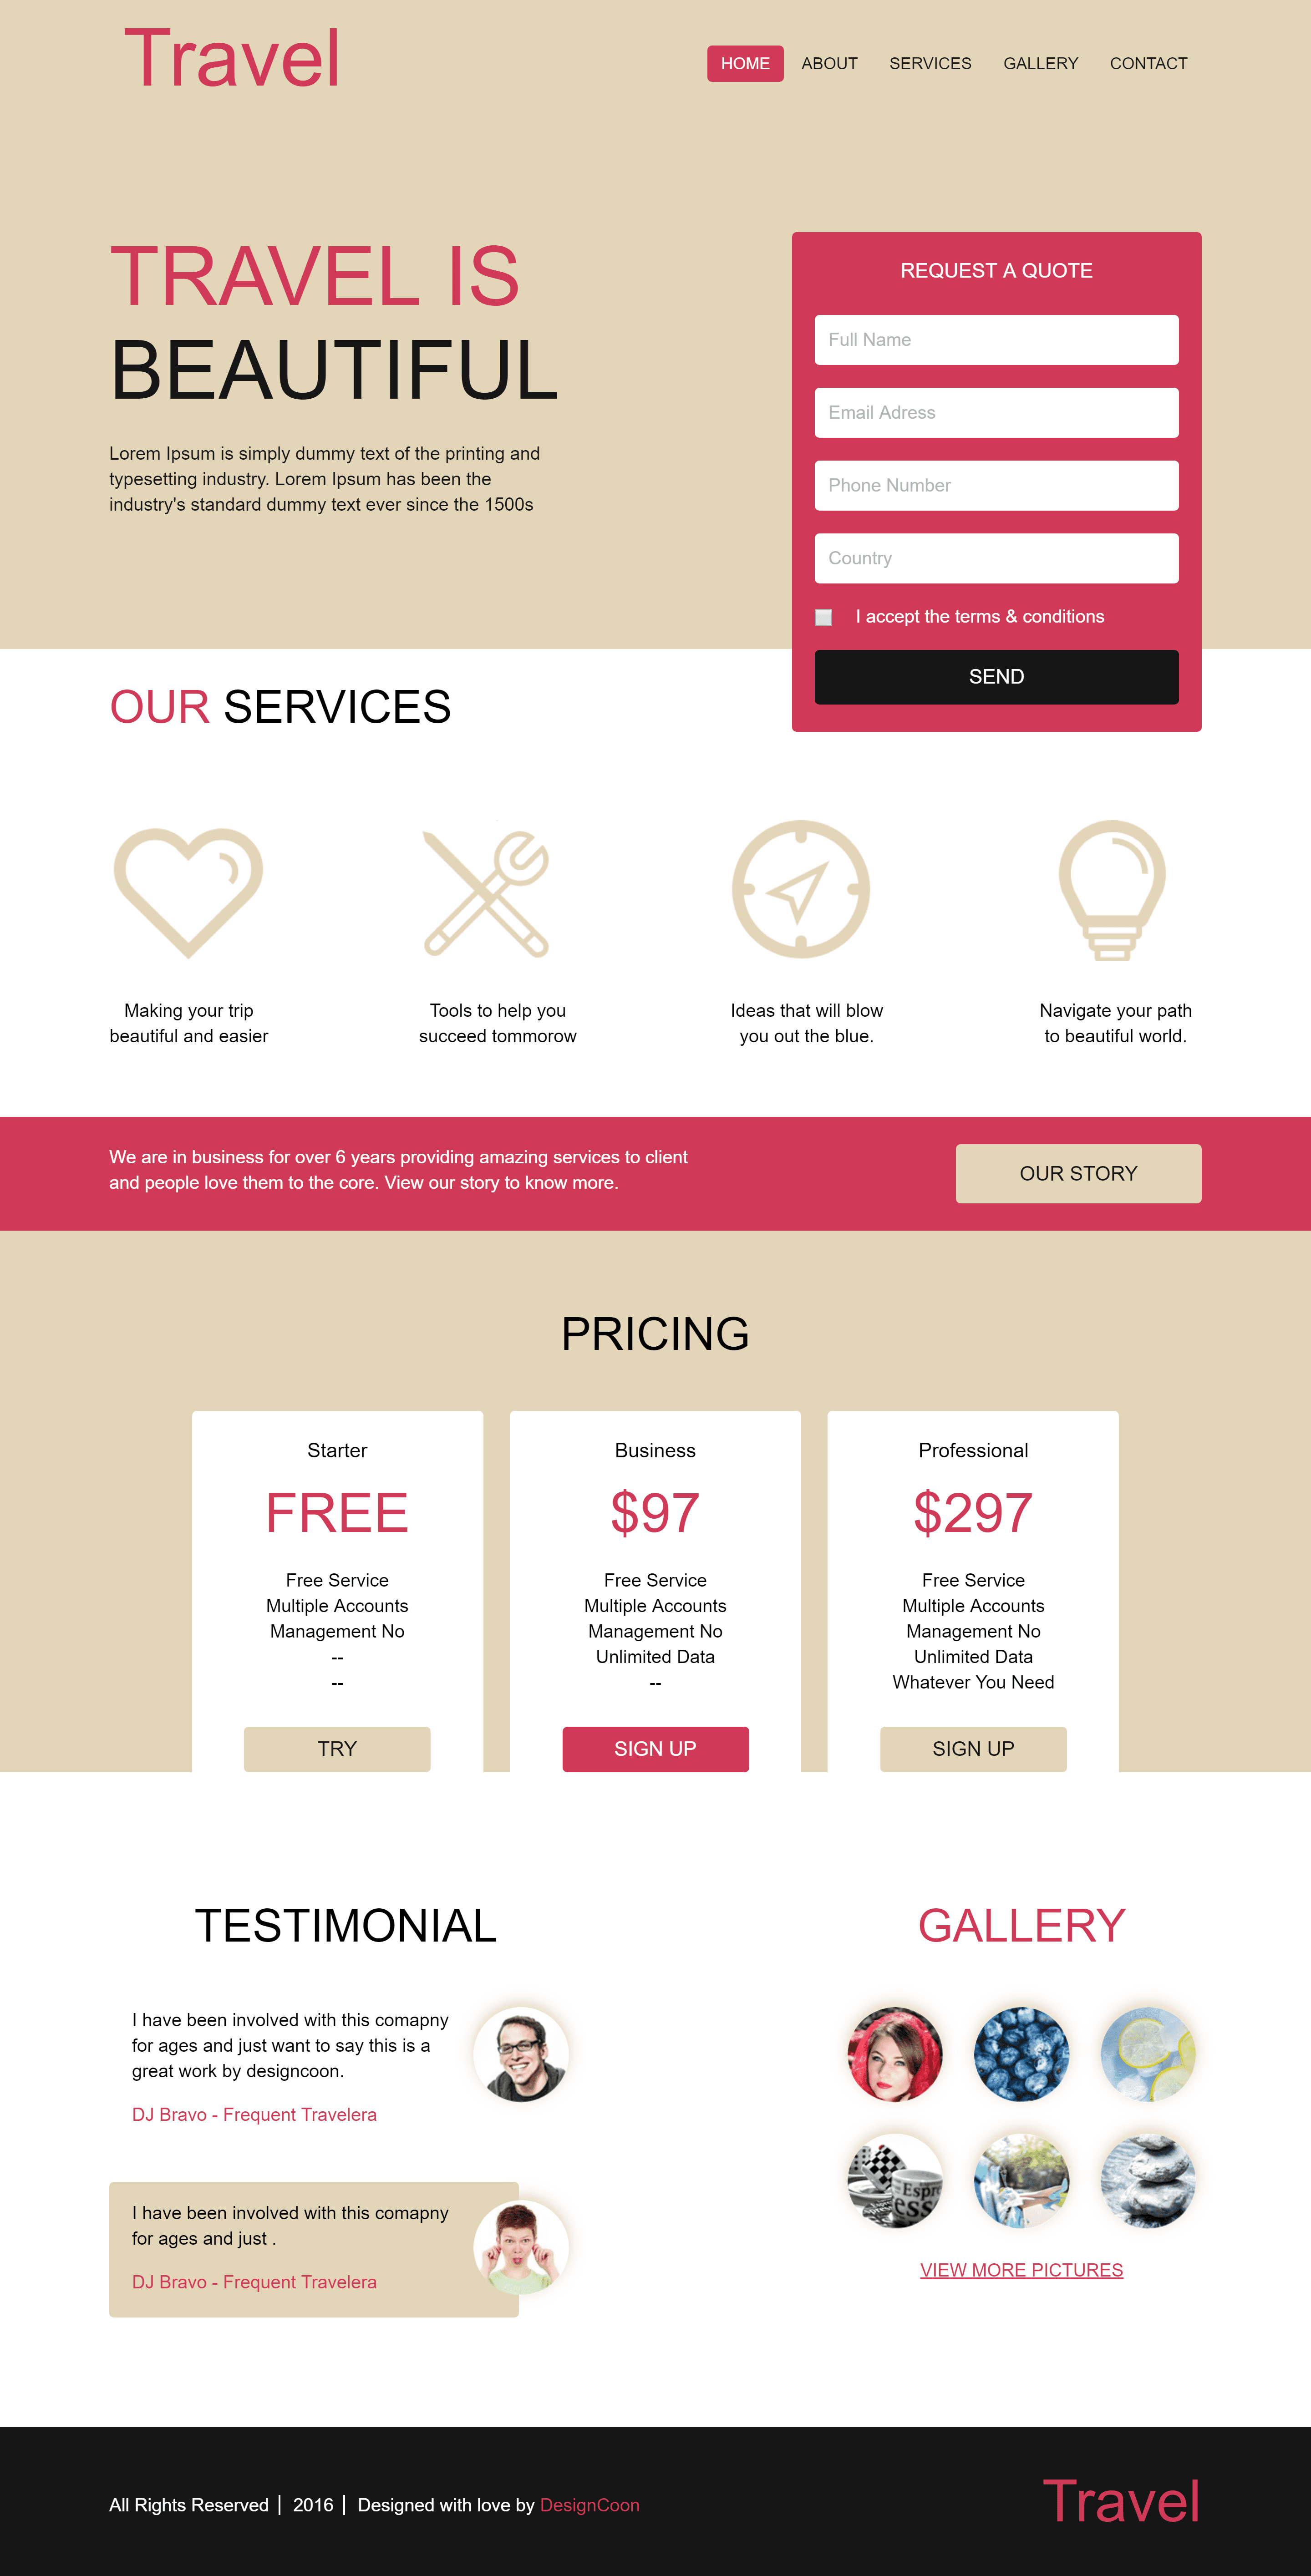 Travel
HOME ABOUT SERVICES GALLERY CONTACT
TRAVEL IS
BEAUTIFUL
Lorem Ipsum is simply dummy text of the printing and
typesetting industry. Lorem Ipsum has been the
industry's standard dummy text ever since the 1500s
REQUEST A QUOTE
Full Name
Email Adress
Phone Number
Country
I accept the terms & conditions
SEND
OUR SERVICES
Making your trip
beautiful and easier
Tools to help you
succeed tommorow
Ideas that will blow
you out the blue.
Navigate your path
to beautiful world.
We are in business for over 6 years providing amazing services to client
and people love them to the core. View our story to know more.
OUR STORY
PRICING
Starter
FREE
Free Service
Multiple Accounts
Management No
--
--
TRY
Business
$97
Free Service
Multiple Accounts
Management No
Unlimited Data
--
SIGN UP
Professional
$297
Free Service
Multiple Accounts
Management No
Unlimited Data
Whatever You Need
SIGN UP
TESTIMONIAL
I have been involved with this comapny
for ages and just want to say this is a
great work by designcoon.
DJ Bravo - Frequent Travelera
I have been involved with this comapny
for ages and just .
DJ Bravo - Frequent Travelera
GALLERY
Espre
ess
VIEW MORE PICTURES
All Rights Reserved | 2016 | Designed with love by DesignCoon
Travel